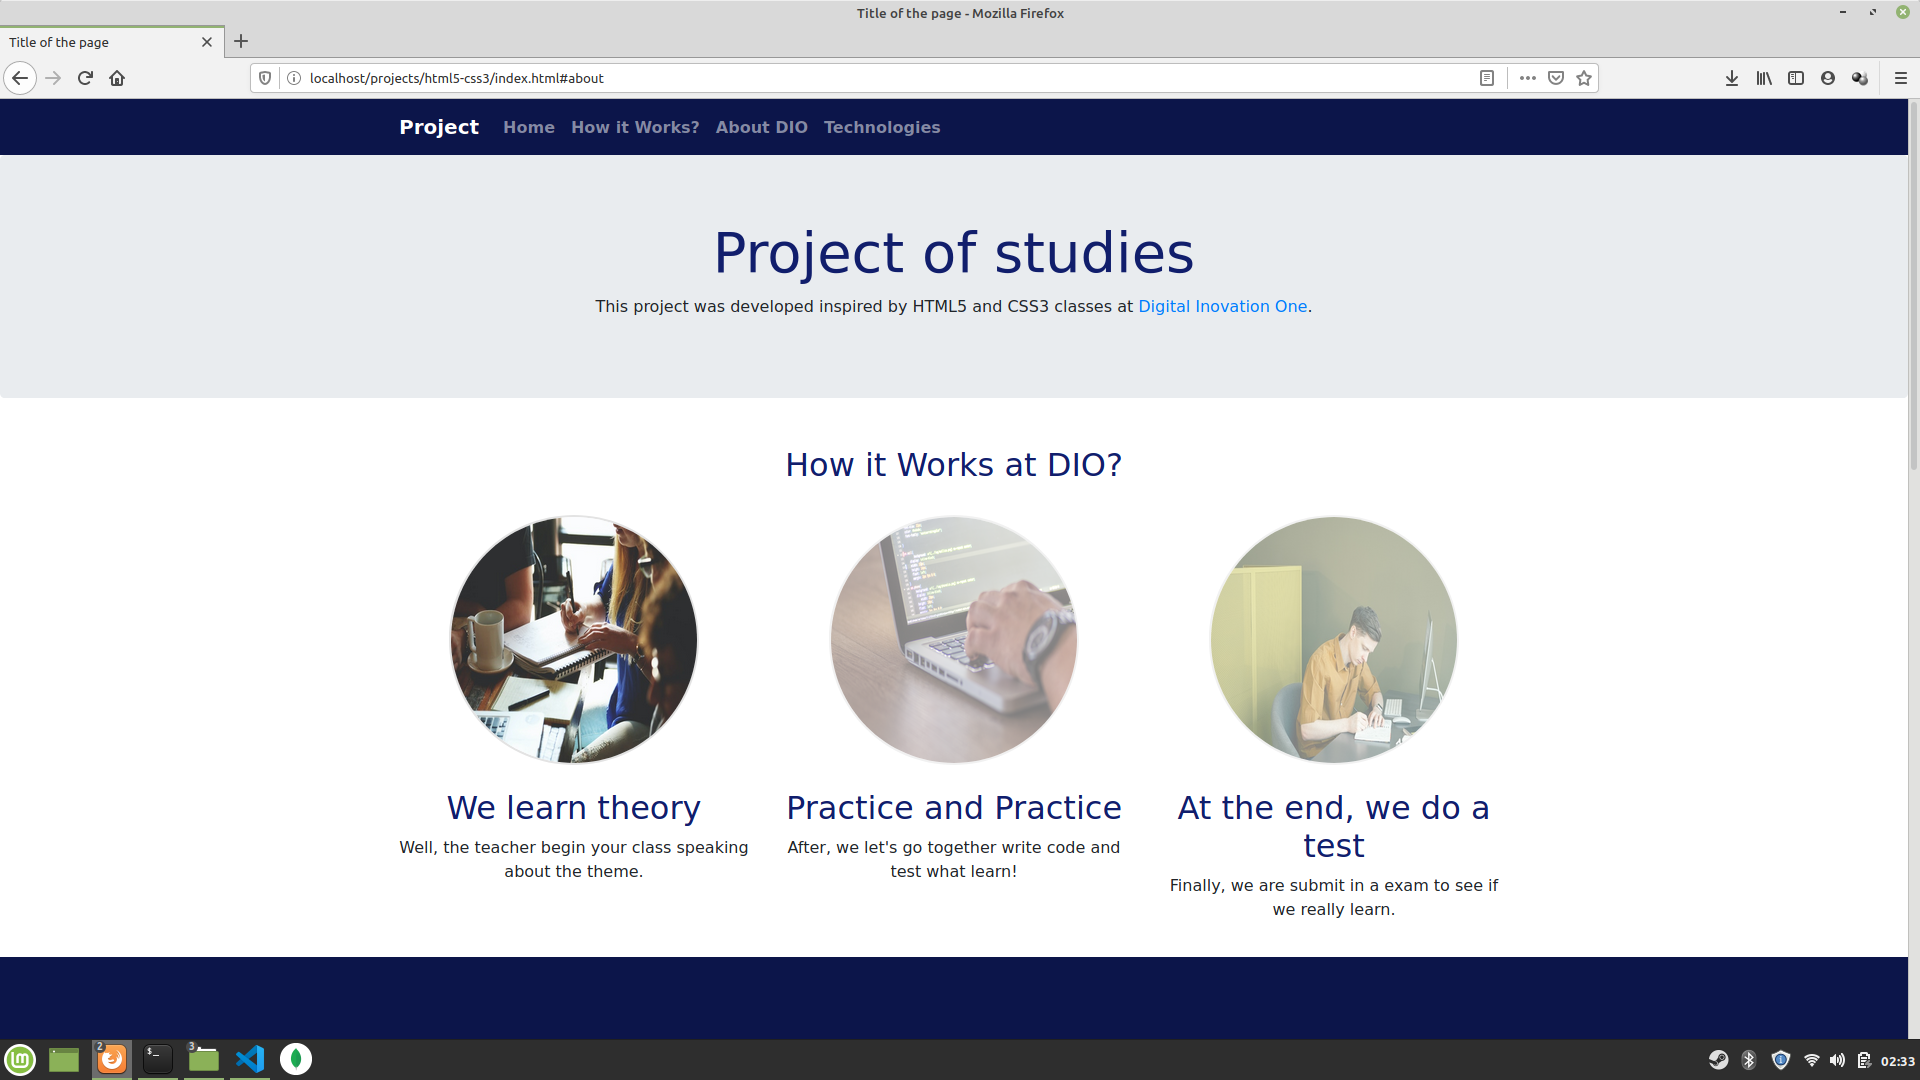 Title of the page - Mozilla Firefox
Title of the page
localhost/projects/html5-css3/index.html#about
Project Home How it Works? About DIO Technologies
Project of studies
This project was developed inspired by HTML5 and CSS3 classes at Digital Inovation One.
How it Works at DIO?
We learn theory
Well, the teacher begin your class speaking
about the theme.
Practice and Practice
After, we let's go together write code and
test what learn!
At the end, we do a
test
Finally, we are submit in a exam to see if
we really learn.
2
$_
3
02:33